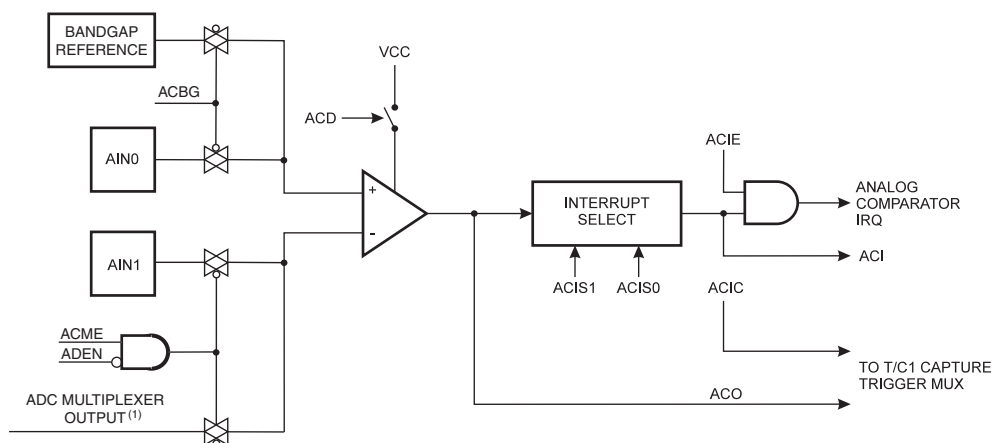 BANDGAP
REFERENCE
ACBG
AIN0
VCC
ACD
+
-
AIN1
ACME
ADEN
ADC MULTIPLEXER
OUTPUT (1)
INTERRUPT
SELECT
ACIS1
ACIS0
ACIE
ANALOG
COMPARATOR
IRQ
ACI
ACIC
TO T/C1 CAPTURE
TRIGGER MUX
ACO